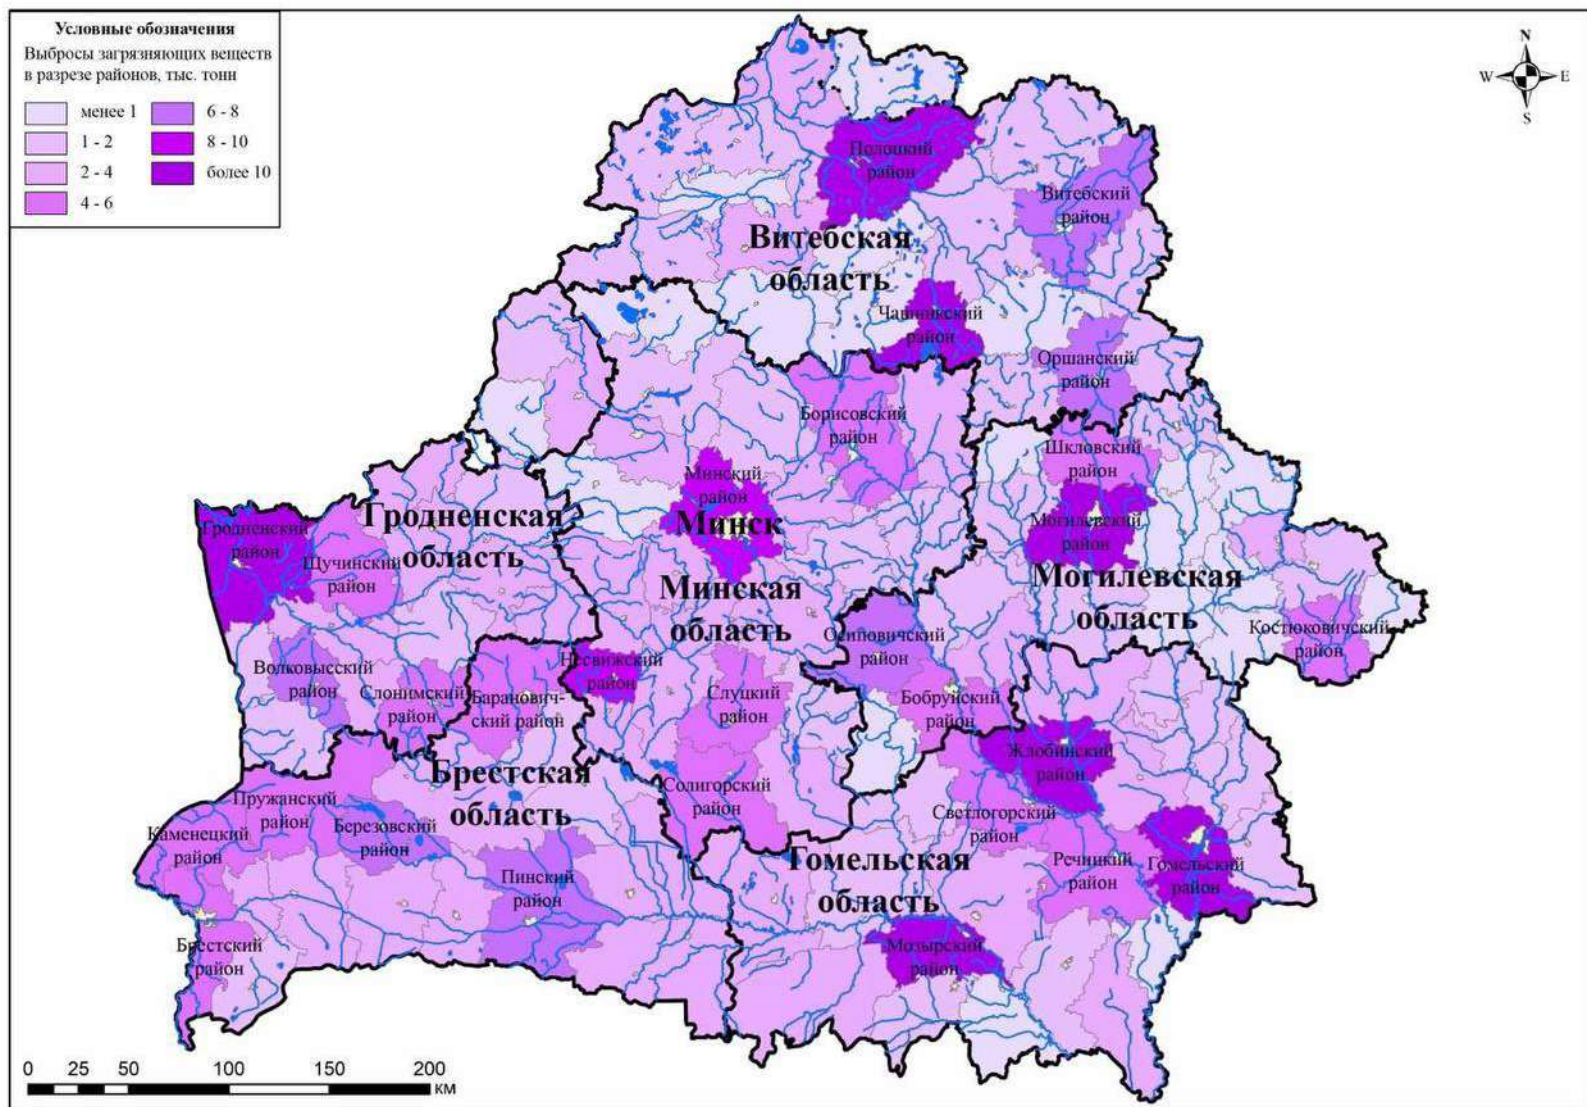 Условные обозначения
Выбросы загрязняющих веществ
в разрезе районов, тыс. тонн
менее 1
6 - 8
1 - 2
8 - 10
2 - 4
более 10
4 - 6
N
W
E
S
Полоцкий
район
Витебский
район
Витебская
область
Чашникский
район
Оршанский
район
Борисовский
район
Шкловский
район
Минский
район
Минск
Могилевский
район
Гродненский
район
Гродненская
область
Щучинский
район
Могилевская
область
Минская
область
Осиповичский
район
Костюковичский
район
Волковысский
район
Несвижский
район
Слонимский
район
Баранович-
ский район
Слуцкий
район
Бобруйский
район
Жлобинский
район
Брестская
область
Солигорский
район
Пружанский
район
Светлогорский
район
Каменецкий
район
Березовский
район
Гомельская
область
Речицкий
район
Гомельский
район
Пинский
район
Брестский
район
Мозырский
район
0 25 50 100 150 200
КМ